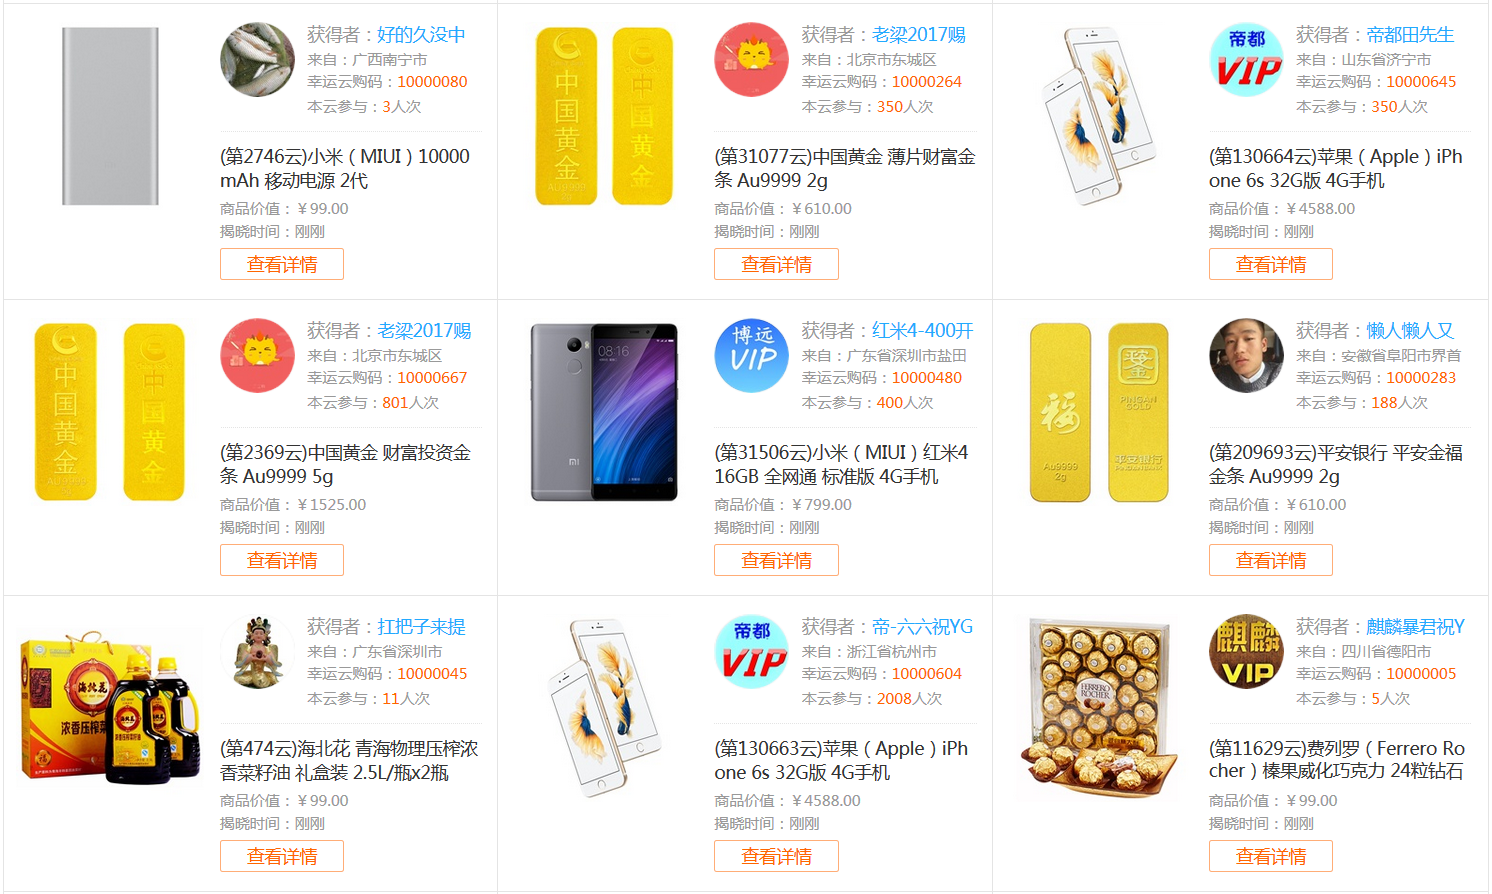 获得者：好的久没中
来自：广西南宁市
幸运云购码：10000080
本云参与：3人次
(第2746云)小米（MIUI）10000
mAh 移动电源 2代
商品价值：￥99.00
揭晓时间：刚刚
查看详情
中国黄金
AU9999
中国黄金
获得者：老梁2017赐
来自：北京市东城区
幸运云购码：10000264
本云参与：350人次
(第31077云)中国黄金 薄片财富金
条 Au9999 2g
商品价值：￥610.00
揭晓时间：刚刚
查看详情
帝都
VIP
获得者：帝都田先生
来自：山东省济宁市
幸运云购码：10000645
本云参与：350人次
(第130664云)苹果（Apple）iPh
one 6s 32G版 4G手机
商品价值：￥4588.00
揭晓时间：刚刚
查看详情
中国黄金
中国黄金
获得者：老梁2017赐
来自：北京市东城区
幸运云购码：10000667
本云参与：801人次
(第2369云)中国黄金 财富投资金
条 Au9999 5g
商品价值：￥1525.00
揭晓时间：刚刚
查看详情
08:16
mi
博远
VIP
获得者：红米4-400开
来自：广东省深圳市盐田
幸运云购码：10000480
本云参与：400人次
(第31506云)小米（MIUI）红米4
16GB 全网通 标准版 4G手机
商品价值：￥799.00
揭晓时间：刚刚
查看详情
福
Au9999
2g
PINGAN
GOLD
平安银行
PINGAN BANK
获得者：懒人懒人又
来自：安徽省阜阳市界首
幸运云购码：10000283
本云参与：188人次
(第209693云)平安银行 平安金福
金条 Au9999 2g
商品价值：￥610.00
揭晓时间：刚刚
查看详情
海北花
浓香压榨菜
获得者：扛把子来提
来自：广东省深圳市
幸运云购码：10000045
本云参与：11人次
(第474云)海北花 青海物理压榨浓
香菜籽油 礼盒装 2.5L/瓶x2瓶
商品价值：￥99.00
揭晓时间：刚刚
查看详情
帝都
VIP
获得者：帝-六六祝YG
来自：浙江省杭州市
幸运云购码：10000604
本云参与：2008人次
(第130663云)苹果（Apple）iPh
one 6s 32G版 4G手机
商品价值：￥4588.00
揭晓时间：刚刚
查看详情
FERRERO
ROCHER
麒麟
VIP
获得者：麒麟暴君祝Y
来自：四川省德阳市
幸运云购码：10000005
本云参与：5人次
(第11629云)费列罗（Ferrero Ro
cher）榛果威化巧克力 24粒钻石
商品价值：￥99.00
揭晓时间：刚刚
查看详情